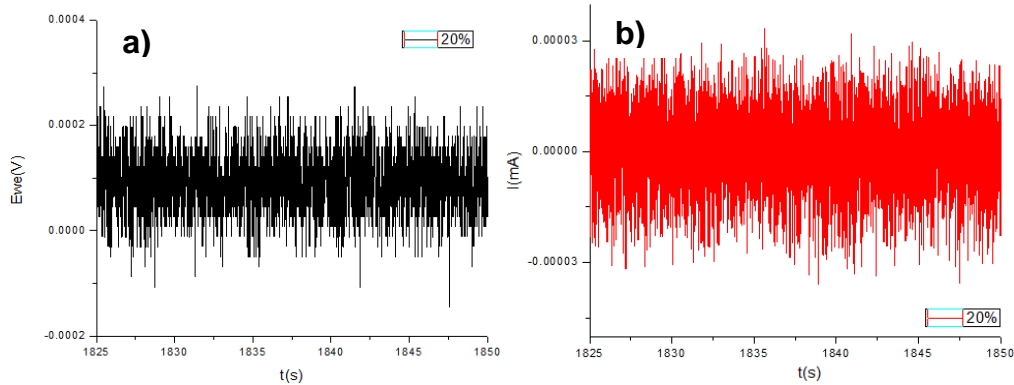 a)
20%
0.0004
0.0002
0.0000
-0.0002
Ewe(V)
1825 1830 1835 1840 1845 1850
t(s)
b)
0.00003
0.00000
-0.00003
I(mA)
20%
1825 1830 1835 1840 1845 1850
t(s)